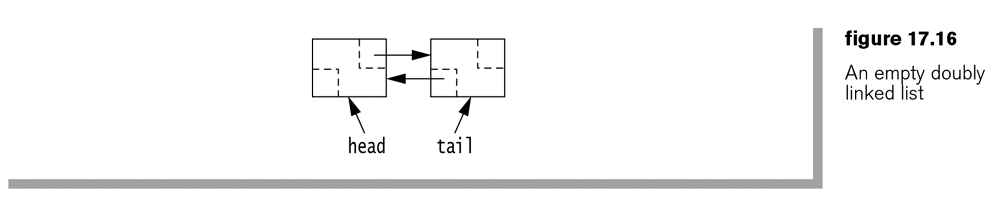 head
tail
figure 17.16
An empty doubly
linked list